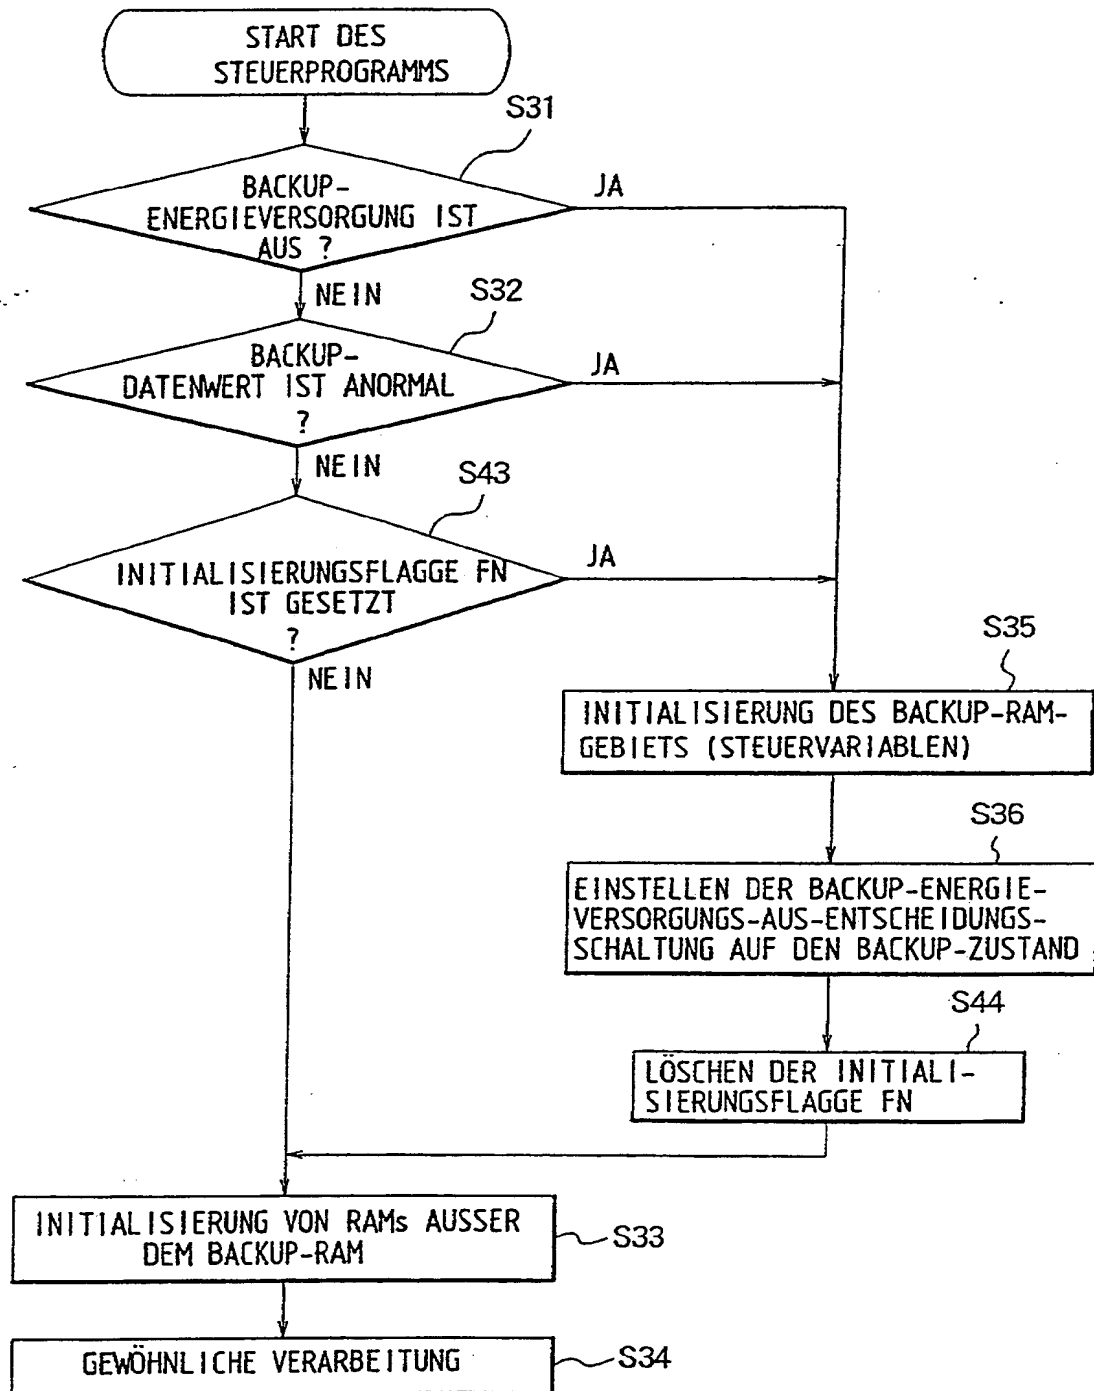 START DES
STEUERPROGRAMMS
S31
BACKUP-
ENERGIEVERSORGUNG IST
AUS ?
JA
NEIN
S32
BACKUP-
DATENWERT IST ANORMAL
?
JA
NEIN
S43
INITIALISIERUNGSFLAGGE FN
IST GESETZT
?
JA
NEIN
S35
INITIALISIERUNG DES BACKUP-RAM-
GEBIETS (STEUERVARIABLEN)
S36
EINSTELLEN DER BACKUP-ENERGIE-
VERSORGUNGS-AUS-ENTSCHEIDUNGS-
SCHALTUNG AUF DEN BACKUP-ZUSTAND
S44
LÖSCHEN DER INITIALI-
SIERUNGSFLAGGE FN
INITIALISIERUNG VON RAMs AUSSER
DEM BACKUP-RAM
S33
GEWÖHNLICHE VERARBEITUNG
S34